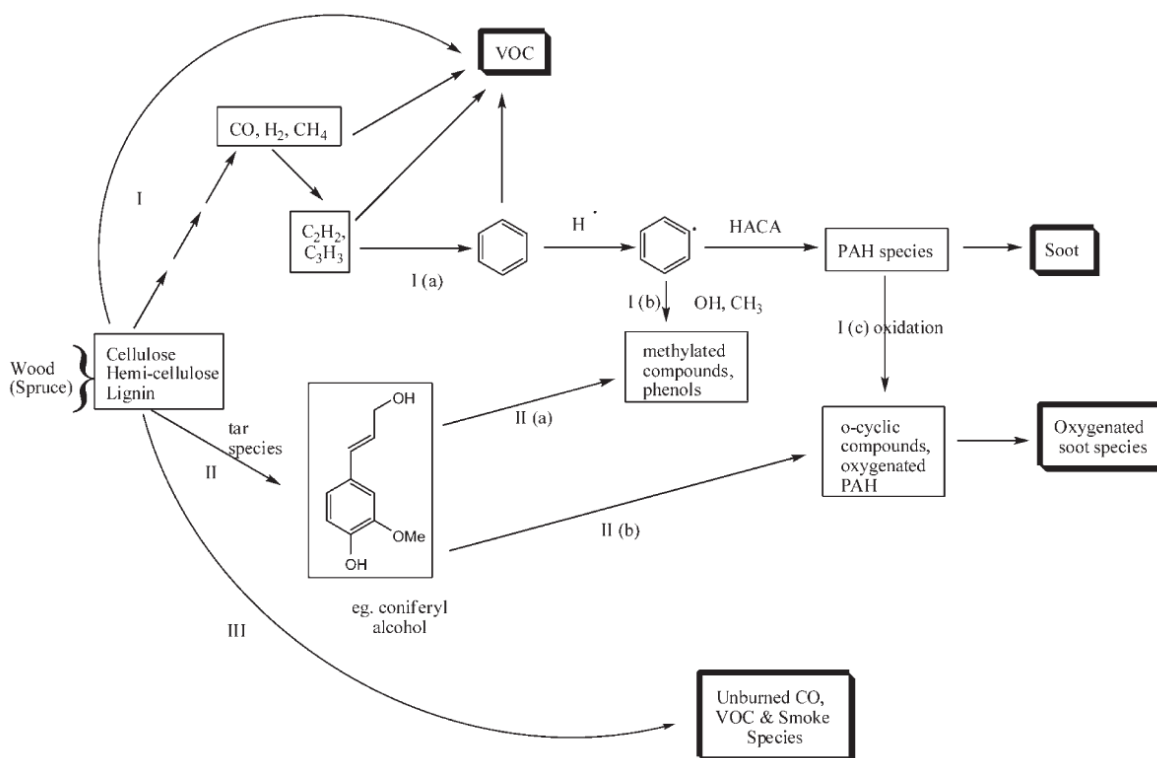 VOC
CO, H₂, CH₄
I
C₂H₂,
C₃H₃
H ·
HACA
PAH species
Soot
I (a)
I (b)
OH, CH₃
I (c) oxidation
Wood
(Spruce)
Cellulose
Hemi-cellulose
Lignin
methylated
compounds,
phenols
OH
II (a)
tar
species
II
o-cyclic
compounds,
oxygenated
PAH
Oxygenated
soot species
OMe
OH
II (b)
eg. coniferyl
alcohol
III
Unburned CO,
VOC & Smoke
Species